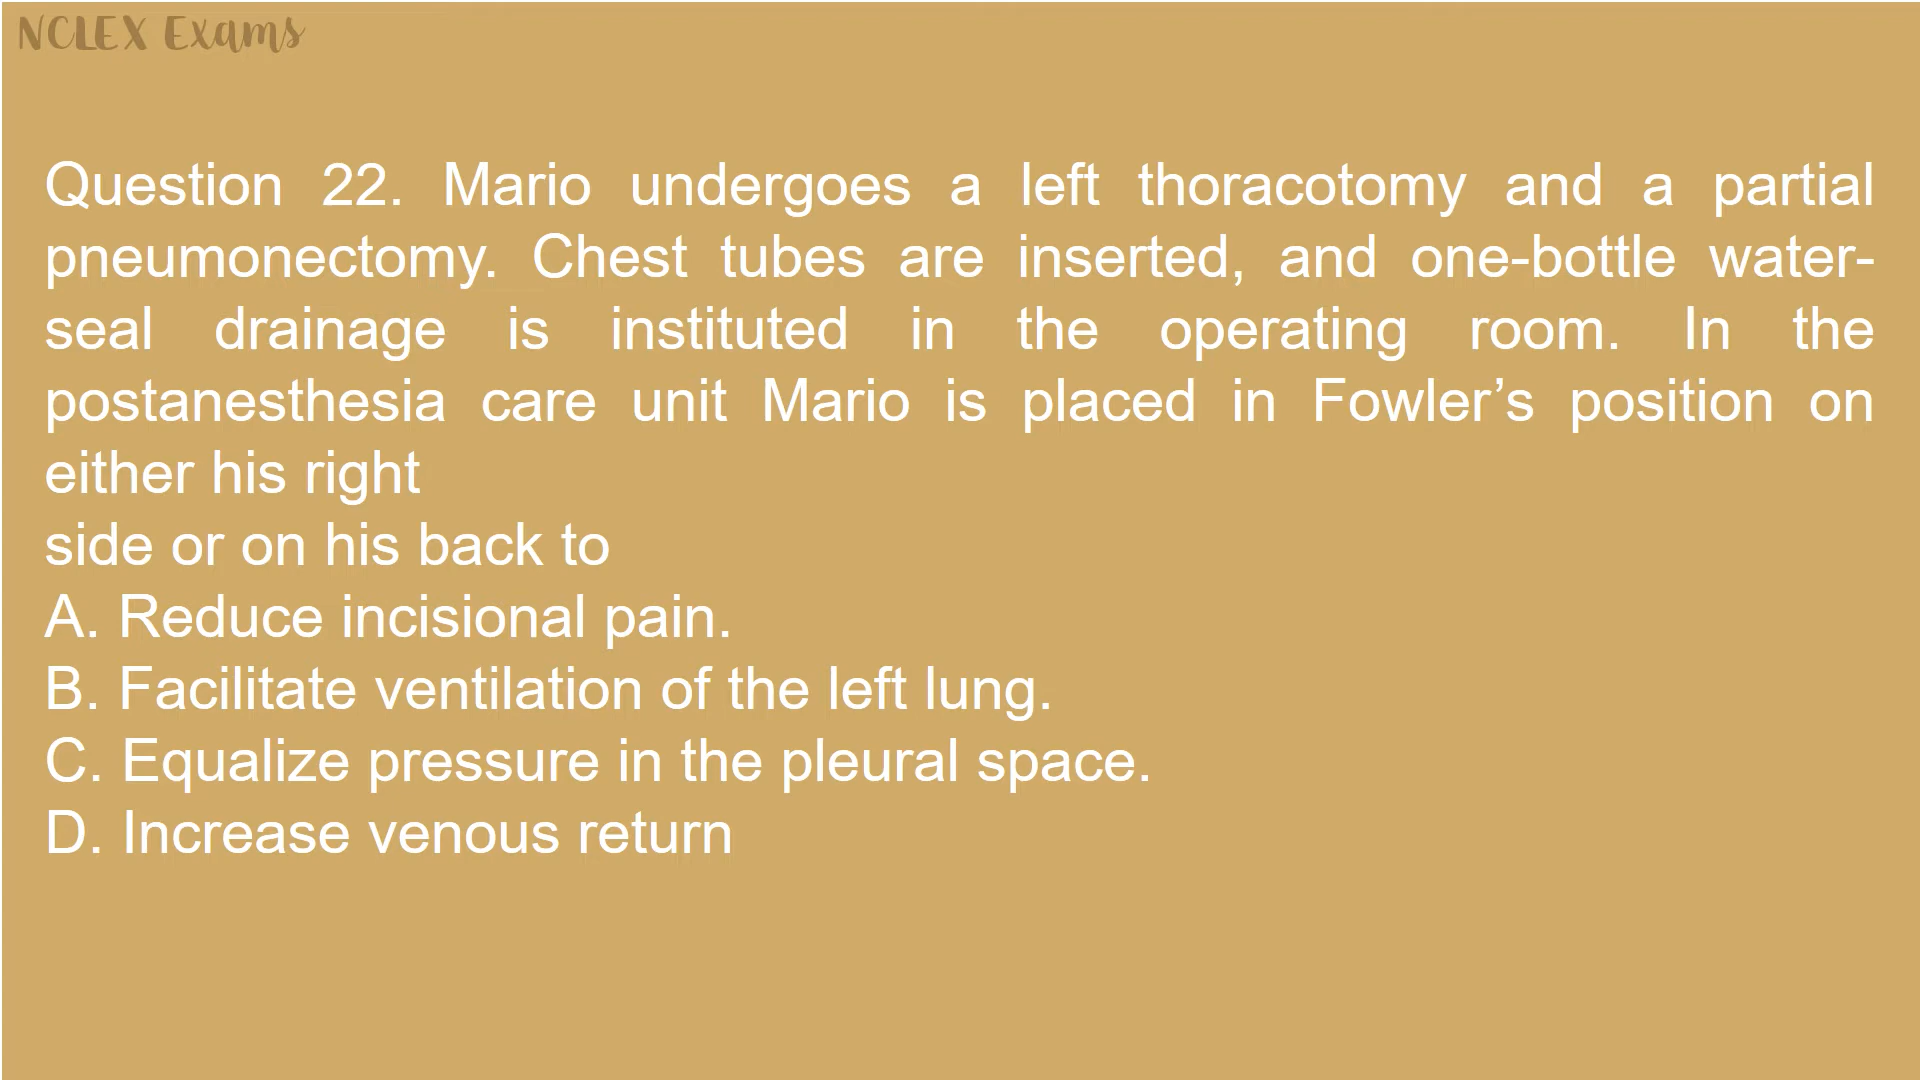 NCLEX Exams
Question 22. Mario undergoes a left thoracotomy and a partial
pneumonectomy. Chest tubes are inserted, and one-bottle water-
seal drainage is instituted in the operating room. In the
postanesthesia care unit Mario is placed in Fowler’s position on
either his right
side or on his back to
A. Reduce incisional pain.
B. Facilitate ventilation of the left lung.
C. Equalize pressure in the pleural space.
D. Increase venous return